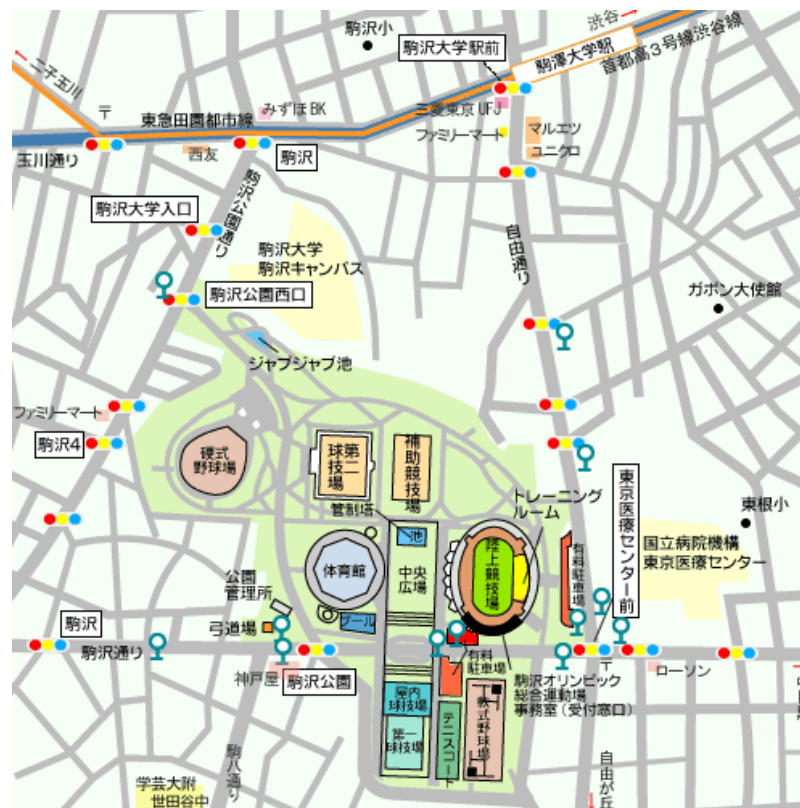 渋谷
駒沢小
駒沢大学駅前
駒澤大学駅
首都高3号線渋谷線
二子玉川
〒
東急田園都市線
みずほBK
三菱東京UFJ
ファミリーマート
マルエツ
ユニクロ
玉川通り
西友
駒沢
駒沢公園通り
駒沢大学入口
自由通り
駒沢大学
駒沢キャンパス
駒沢公園西口
ガボン大使館
ジャブジャブ池
ファミリーマート
駒沢4
硬式
野球場
第二
球技場
補助競技場
トレーニング
ルーム
東京医療センター前
東根小
管制塔
池
陸上競技場
有料駐車場
国立病院機構
東京医療センター
体育館
中央
広場
公園
管理所
弓道場
プール
駒沢
駒沢通り
有料
駐車場
〒
ローソン
神戸屋
駒沢公園
駒沢オリンピック
総合運動場
事務室(受付窓口)
屋内
球技場
第一
球技場
テニスコート
軟式野球場
駒八通り
自由が丘
学芸大附
世田谷中